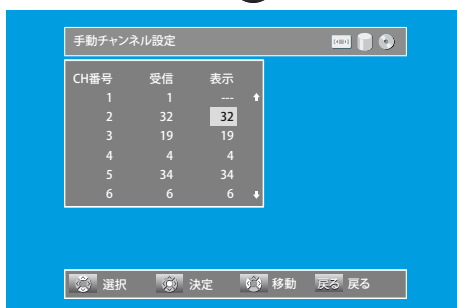 手動チャンネル設定
CH番号 受信 表示
1 1 ---
2 32 32
3 19 19
4 4 4
5 34 34
6 6 6
選択 決定 移動 戻る 戻る